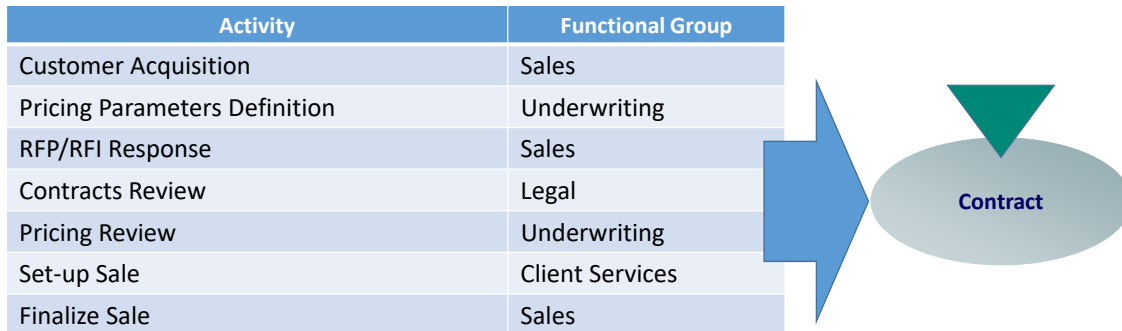 Activity Functional Group
Customer Acquisition Sales
Pricing Parameters Definition Underwriting
RFP/RFI Response Sales
Contracts Review Legal
Pricing Review Underwriting
Set-up Sale Client Services
Finalize Sale Sales
Contract